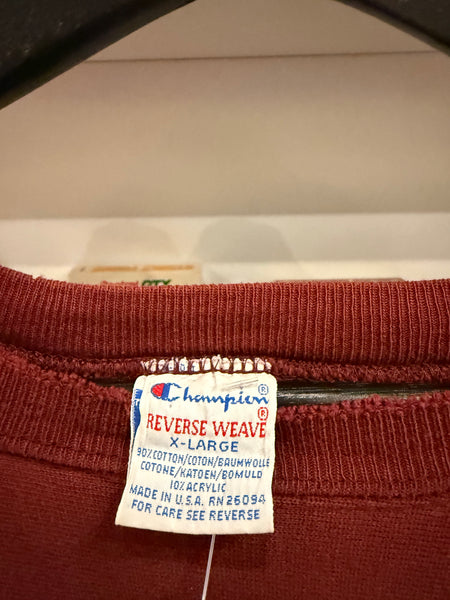 Champion®
®
REVERSE WEAVE
X-LARGE
90% COTTON/COTON/BAUMWOLLE
COTONE/KATOEN/BOMULD
10% ACRYLIC
MADE IN U.S.A. RN 26094
FOR CARE SEE REVERSE